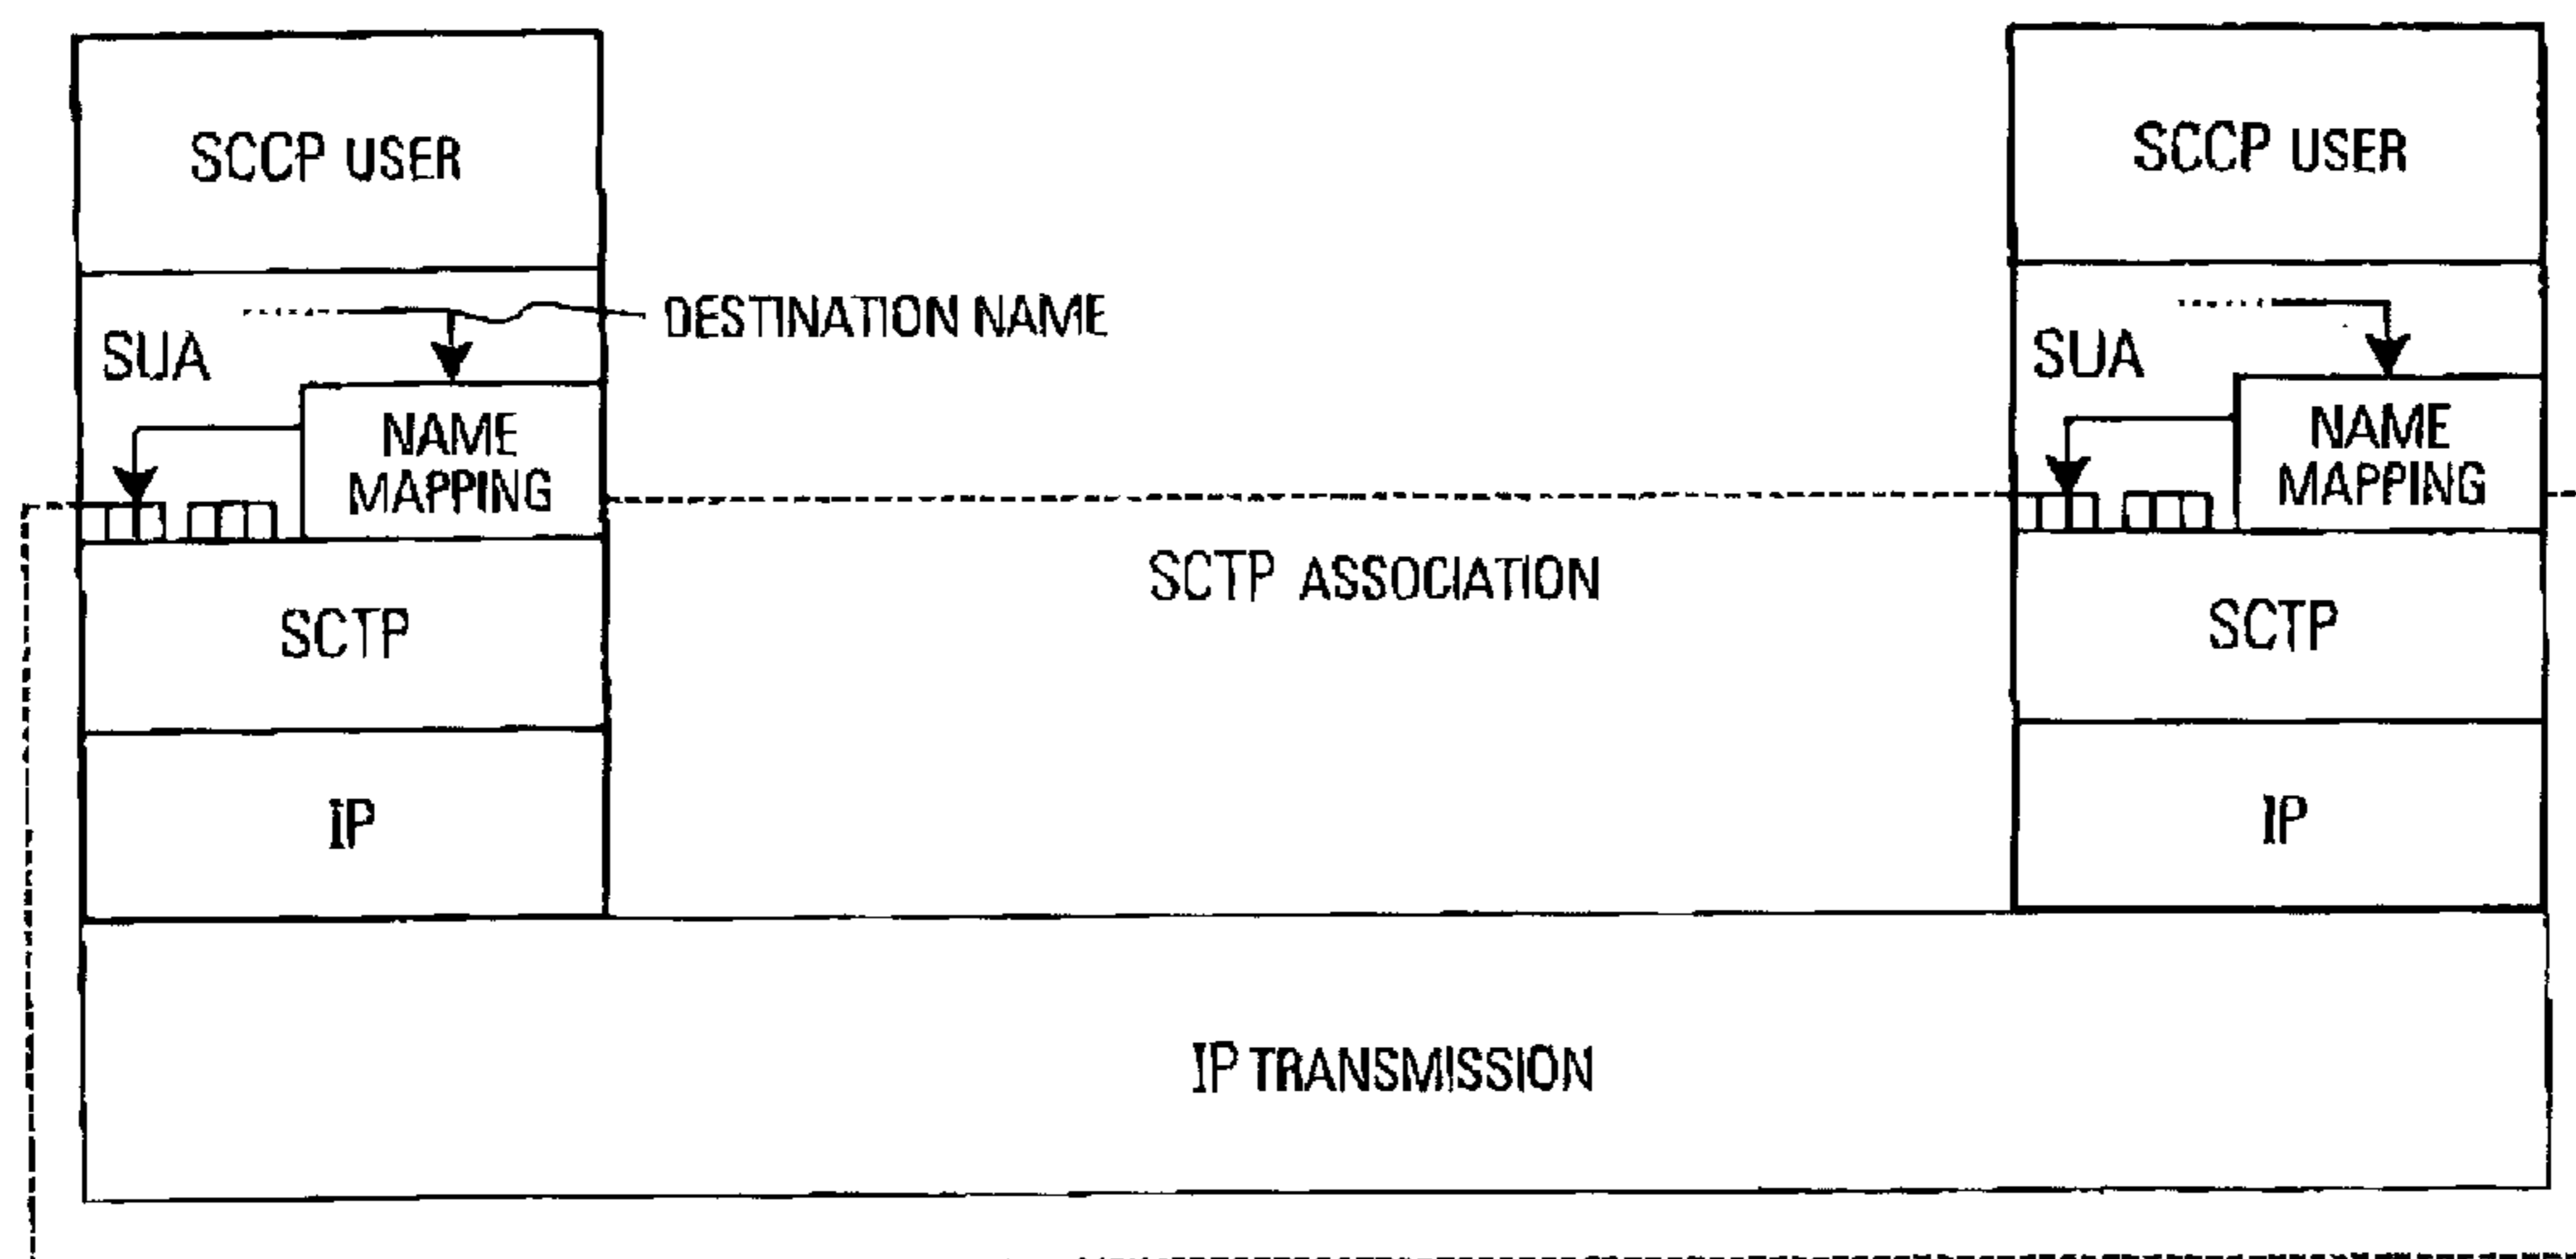 SCCP USER
SCCP USER
DESTINATION NAME
SUA
SUA
NAME
MAPPING
NAME
MAPPING
SCTP ASSOCIATION
SCTP
SCTP
IP
IP
IP TRANSMISSION